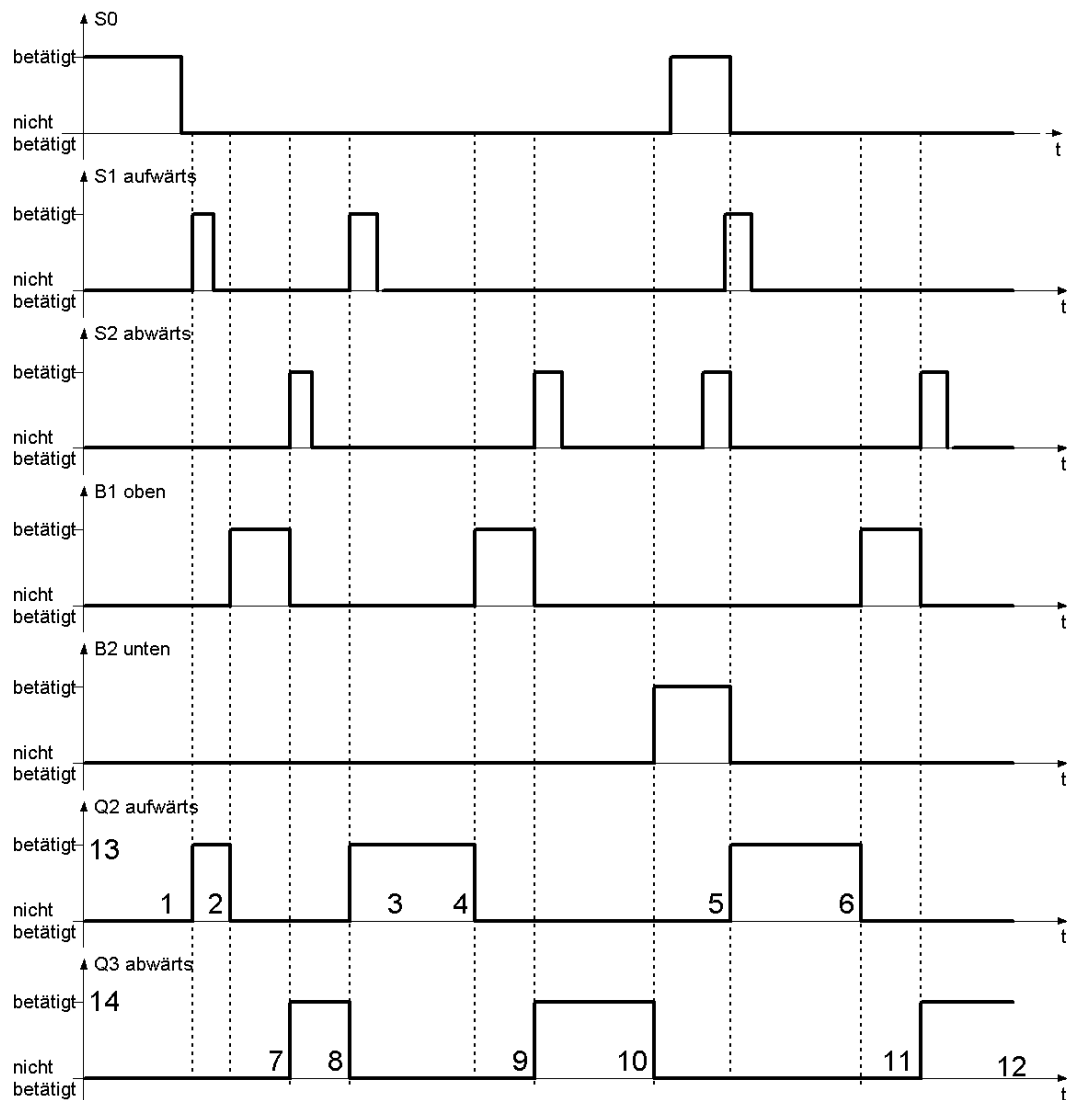 S0
betätigt
nicht
betätigt
t
S1 aufwärts
betätigt
nicht
betätigt
t
S2 abwärts
betätigt
nicht
betätigt
t
B1 oben
betätigt
nicht
betätigt
t
B2 unten
betätigt
nicht
betätigt
t
Q2 aufwärts
betätigt 13
1 2 3 4 5 6
nicht
betätigt
t
Q3 abwärts
betätigt 14
7 8 9 10 11 12
nicht
betätigt
t